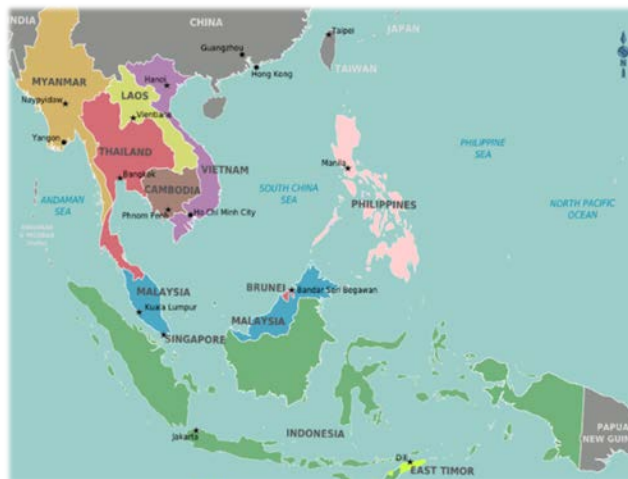 INDIA
CHINA
Guangzhou
Hong Kong
Taipei
JAPAN
TAIWAN
N
MYANMAR
Naypyidaw
Yangon
LAOS
Hanoi
Vientiane
THAILAND
Bangkok
VIETNAM
CAMBODIA
Phnom Penh
Ho Chi Minh City
ANDAMAN
SEA
SOUTH CHINA
SEA
Manila
PHILIPPINES
PHILIPPINE
SEA
NORTH PACIFIC
OCEAN
MALAYSIA
Kuala Lumpur
SINGAPORE
BRUNEI
Bandar Seri Begawan
MALAYSIA
Jakarta
INDONESIA
Dili
EAST TIMOR
PAPUA
NEW GUIN